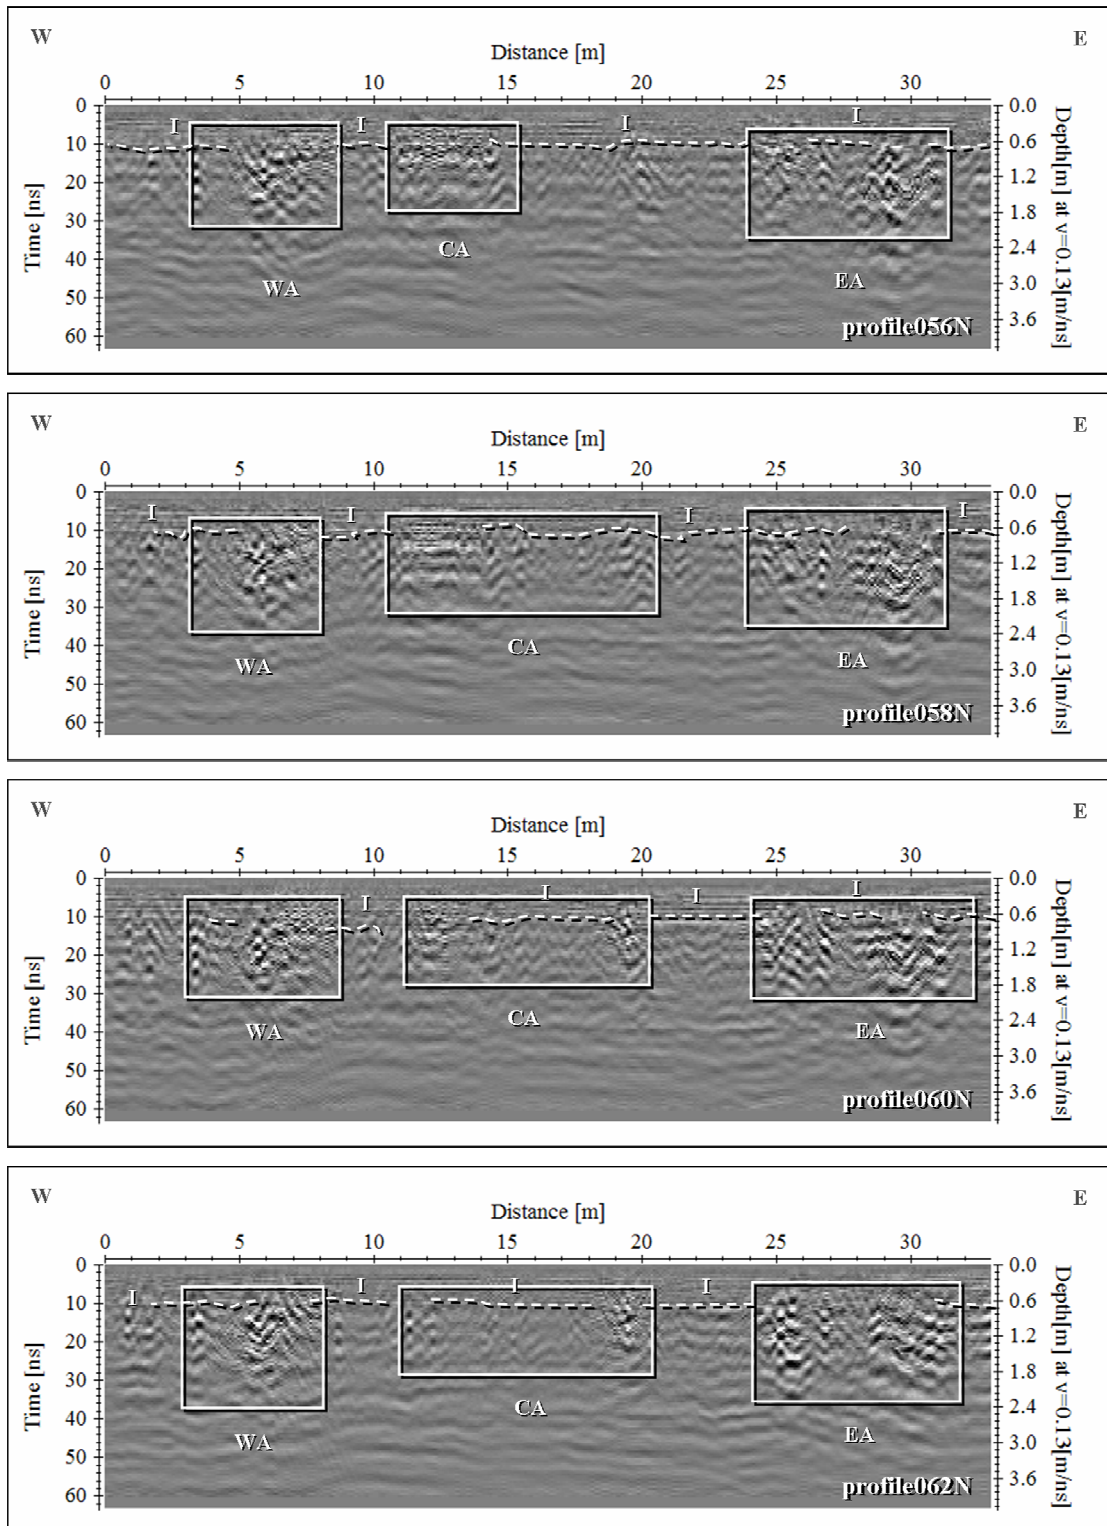 W E
Distance [m]
0 5 10 15 20 25 30
Time [ns]
0 10 20 30 40 50 60
0.0 0.6 1.2 1.8 2.4 3.0 3.6
Depth[m] at v=0.13[m/ns]
I I I I
WA CA EA
profile056N
W E
Distance [m]
0 5 10 15 20 25 30
Time [ns]
0 10 20 30 40 50 60
0.0 0.6 1.2 1.8 2.4 3.0 3.6
Depth[m] at v=0.13[m/ns]
I I I I
WA CA EA
profile058N
W E
Distance [m]
0 5 10 15 20 25 30
Time [ns]
0 10 20 30 40 50 60
0.0 0.6 1.2 1.8 2.4 3.0 3.6
Depth[m] at v=0.13[m/ns]
I I I I
WA CA EA
profile060N
W E
Distance [m]
0 5 10 15 20 25 30
Time [ns]
0 10 20 30 40 50 60
0.0 0.6 1.2 1.8 2.4 3.0 3.6
Depth[m] at v=0.13[m/ns]
I I I I
WA CA EA
profile062N